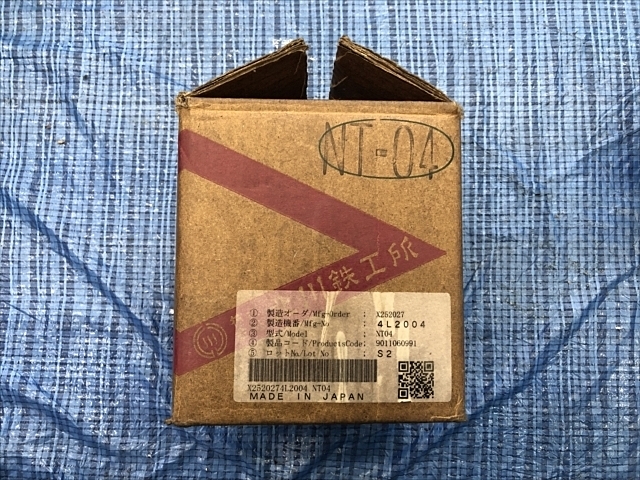 NT-04
川鉄工所
① 製造オーダ/Mfg-Order : X252027
② 製造機番/Mfg-No : 4L2004
③ 型式/Model : NT04
④ 製品コード/ProductsCode: 9011060991
⑤ ロットNo/Lot No : S2
X2520274L2004 NT04
MADE IN JAPAN